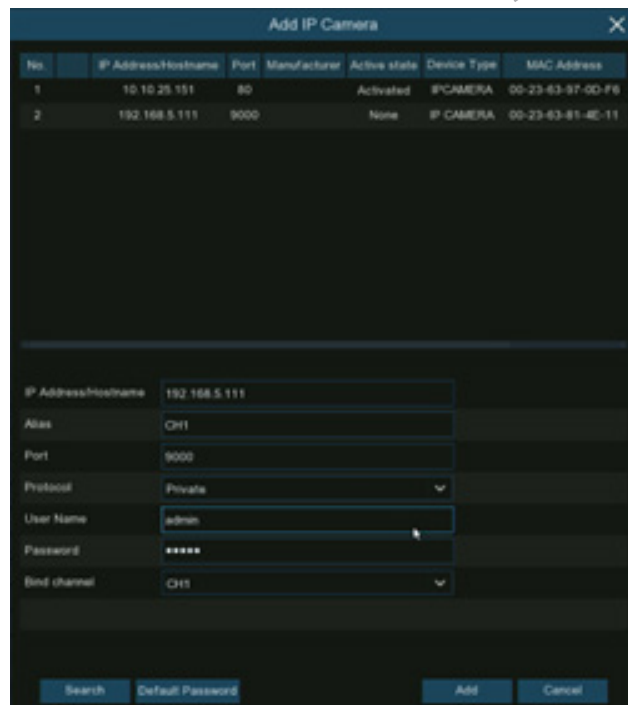 Add IP Camera X
No. IP Address/Hostname Port Manufacturer Active state Device Type MAC Address
1 10.10.25.151 80 Activated IPCAMERA 00-23-63-97-0D-F6
2 192.168.5.111 9000 None IP CAMERA 00-23-63-81-4E-11
IP Address/Hostname 192.168.5.111
Alias CH1
Port 9000
Protocol Private
User Name admin
Password •••••
Bind channel CH1
Search Default Password Add Cancel